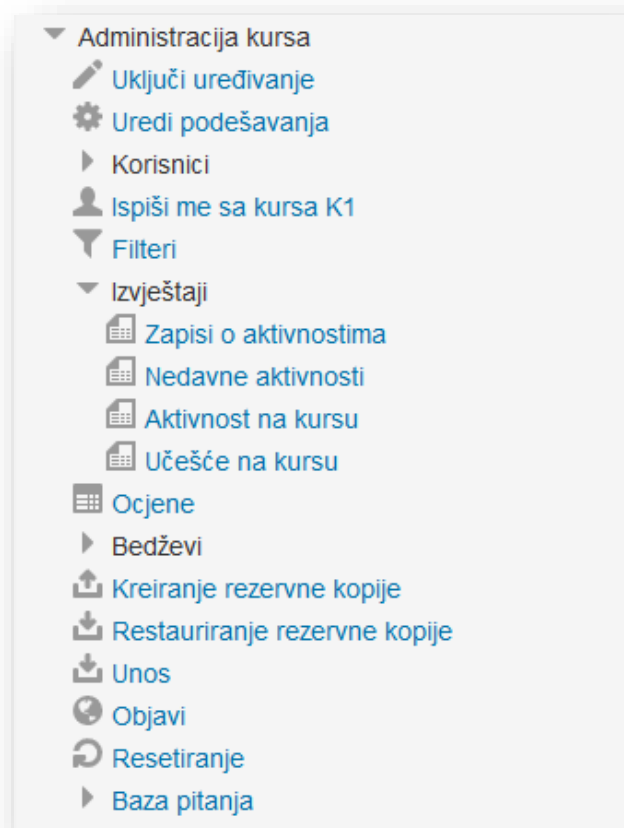 Administracija kursa
Uključi uređivanje
Uredi podešavanja
Korisnici
Ispiši me sa kursa K1
Filteri
Izvještaji
Zapisi o aktivnostima
Nedavne aktivnosti
Aktivnost na kursu
Učešće na kursu
Ocjene
Bedževi
Kreiranje rezervne kopije
Restauriranje rezervne kopije
Unos
Objavi
Resetiranje
Baza pitanja